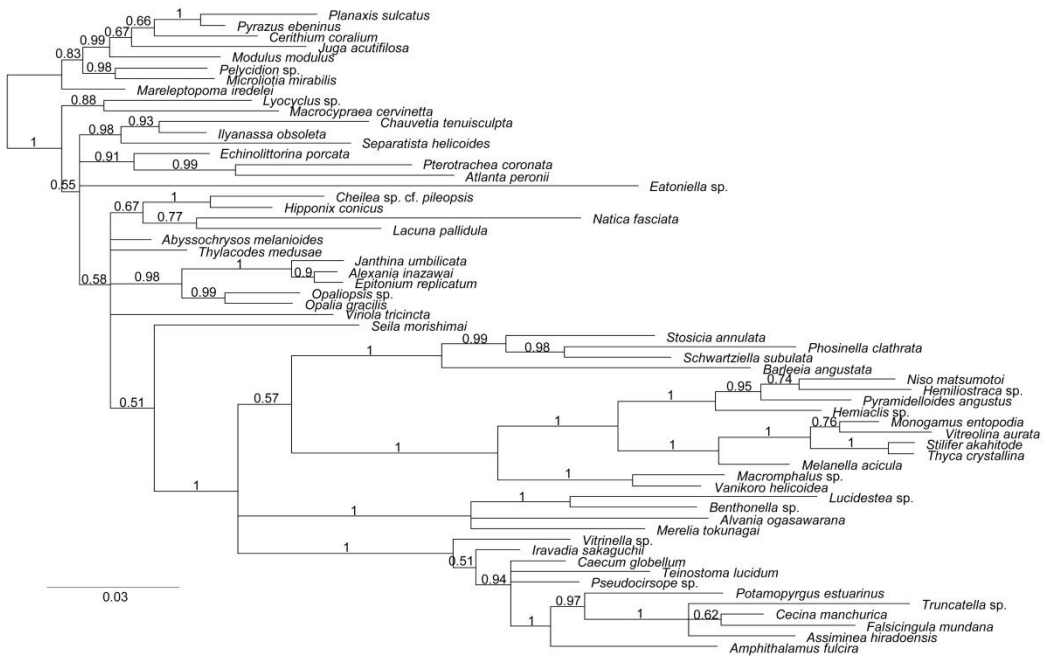 Planaxis sulcatus
1
0.66
Pyrazus ebeninus
0.67
Cerithium coralium
0.99
Juga acutifilosa
0.83
Modulus modulus
0.98
Pelycidion sp.
Microliotia mirabilis
Mareleptopoma iredelei
0.88
Lyocyclus sp.
Macrocypraea cervinetta
0.93
Chauvetia tenuisculpta
0.98
Ilyanassa obsoleta
1
Separatista helicoides
0.91
Echinolittorina porcata
0.99
Pterotrachea coronata
Atlanta peronii
0.55
Eatoniella sp.
1
Cheilea sp. cf. pileopsis
0.67
Hipponix conicus
0.77
Natica fasciata
Lacuna pallidula
Abyssochrysos melanioides
Thylacodes medusae
1
Janthina umbilicata
0.58
0.98
0.9
Alexania inazawai
Epitonium replicatum
0.99
Opaliopsis sp.
Opalia gracilis
Viriola tricincta
Seila morishimai
0.99
Stosicia annulata
1
0.98
Phosinella clathrata
Schwartziella subulata
Barleeia angustata
0.74
Niso matsumotoi
0.95
Hemiliostraca sp.
0.57
Pyramidelloides angustus
0.51
1
Hemiaclis sp.
0.76
Monogamus entopodia
1
Vitreolina aurata
1
1
1
Stilifer akahitode
Thyca crystallina
Melanella acicula
1
Macromphalus sp.
1
Vanikoro helicoidea
1
Lucidestea sp.
1
Benthonella sp.
Alvania ogasawarana
Merelia tokunagai
1
Vitrinella sp.
0.51
Iravadia sakaguchii
Caecum globellum
0.94
Teinostoma lucidum
Pseudocirsope sp.
0.03
0.97
Potamopyrgus estuarinus
Truncatella sp.
1
0.62
Cecina manchurica
1
Falsicingula mundana
Assiminea hiradoensis
Amphithalamus fulcira